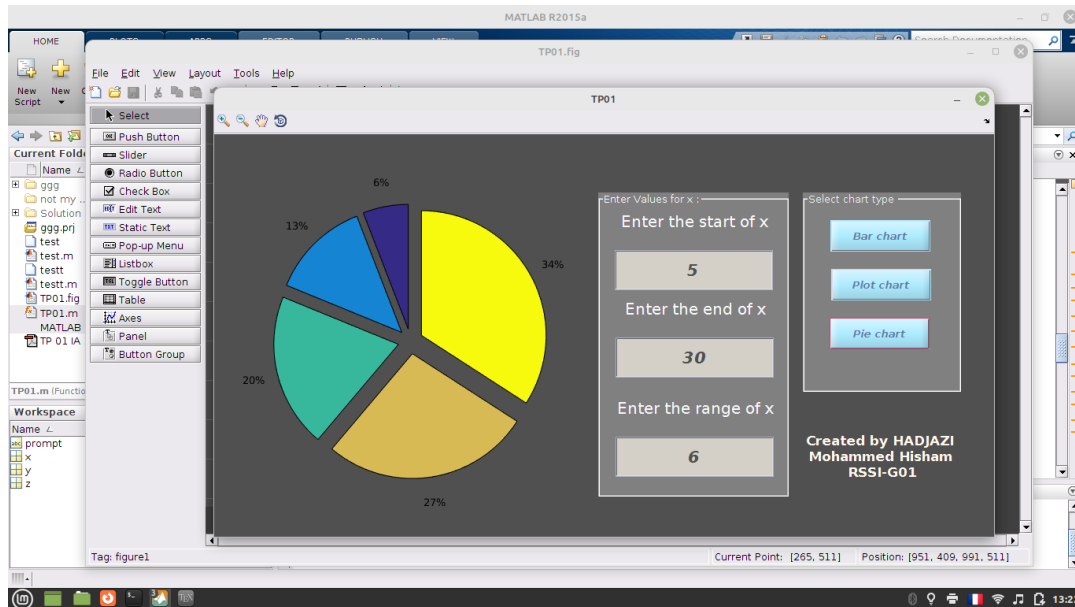 MATLAB R2015a
HOME
TP01.fig
File Edit View Layout Tools Help
New Script
New
TP01
Select
Push Button
Slider
Radio Button
Check Box
Edit Text
Static Text
Pop-up Menu
Listbox
Toggle Button
Table
Axes
Panel
Button Group
Current Folde
Name
ggg
not my ...
Solution
ggg.prj
test
test.m
testt
testt.m
TP01.fig
TP01.m
MATLAB
TP 01 IA
TP01.m (Functio
Workspace
Name
prompt
x
y
z
6%
13%
34%
20%
27%
Enter Values for x :
Enter the start of x
5
Enter the end of x
30
Enter the range of x
6
Select chart type
Bar chart
Plot chart
Pie chart
Created by HADJAZI
Mohammed Hisham
RSSI-G01
Tag: figure1
Current Point: [265, 511]
Position: [951, 409, 991, 511]